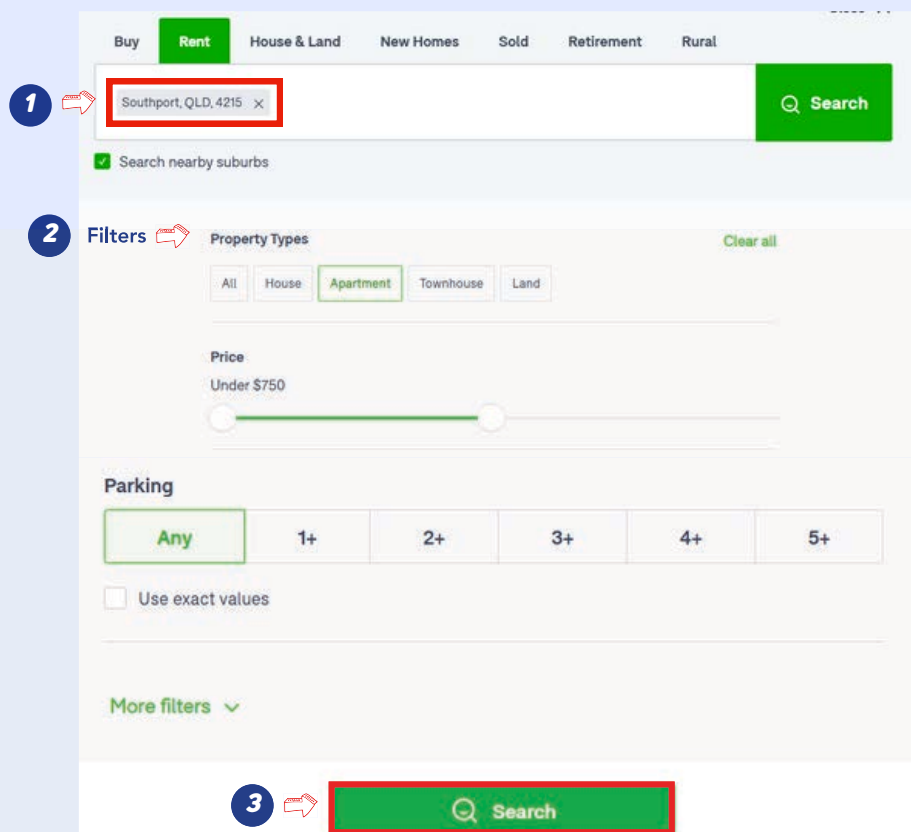 Buy Rent House & Land New Homes Sold Retirement Rural
1 Southport, QLD, 4215 × Search
Search nearby suburbs
2 Filters Property Types Clear all
All House Apartment Townhouse Land
Price
Under $750
Parking
Any 1+ 2+ 3+ 4+ 5+
Use exact values
More filters
3 Search